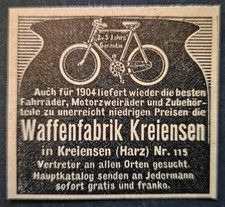 2 u. 5 Jahre
Garantie
Auch für 1904 liefert wieder die besten
Fahrräder, Motorzweiräder und Zubehör-
teile zu unerreicht niedrigen Preisen die
Waffenfabrik Kreiensen
in Kreiensen (Harz) Nr. 115
Vertreter an allen Orten gesucht.
Hauptkatalog senden an Jedermann
sofort gratis und franko.